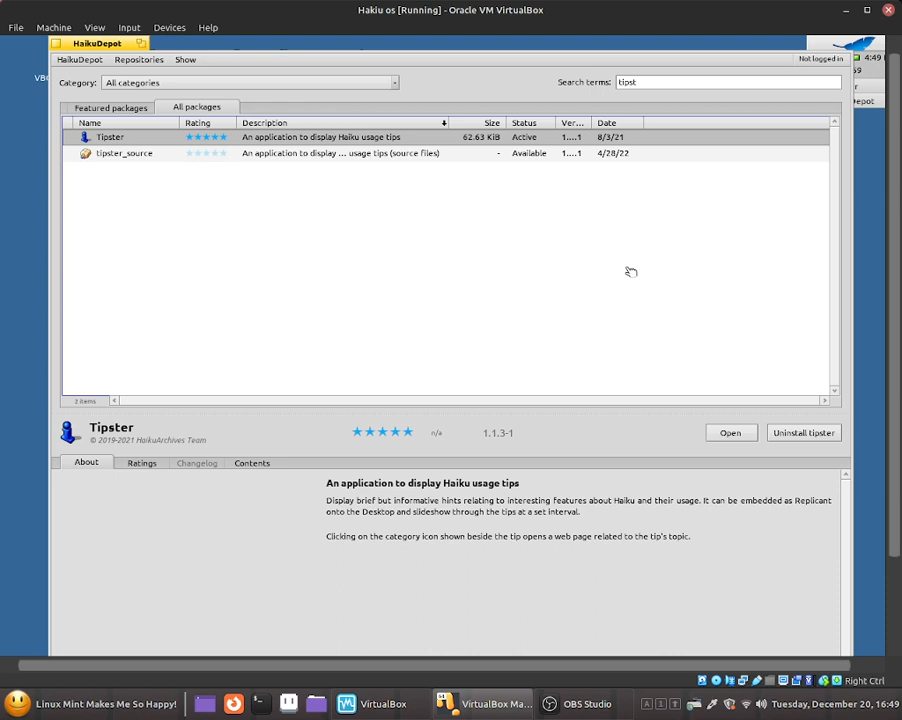 Hakiu os [Running] - Oracle VM VirtualBox
File Machine View Input Devices Help
HaikuDepot
HaikuDepot Repositories Show Not logged in
4:49
Category: All categories Search terms: tipst
Featured packages All packages
Name Rating Description Size Status Ver... Date
Tipster An application to display Haiku usage tips 62.63 KiB Active 1....1 8/3/21
tipster_source An application to display ... usage tips (source files) - Available 1....1 4/28/22
2 items
Tipster
© 2019-2021 HaikuArchives Team
n/a 1.1.3-1 Open Uninstall tipster
About Ratings Changelog Contents
An application to display Haiku usage tips
Display brief but informative hints relating to interesting features about Haiku and their usage. It can be embedded as Replicant
onto the Desktop and slideshow through the tips at a set interval.
Clicking on the category icon shown beside the tip opens a web page related to the tip's topic.
Right Ctrl
Linux Mint Makes Me So Happy! VirtualBox VirtualBox Ma... OBS Studio Tuesday, December 20, 16:49